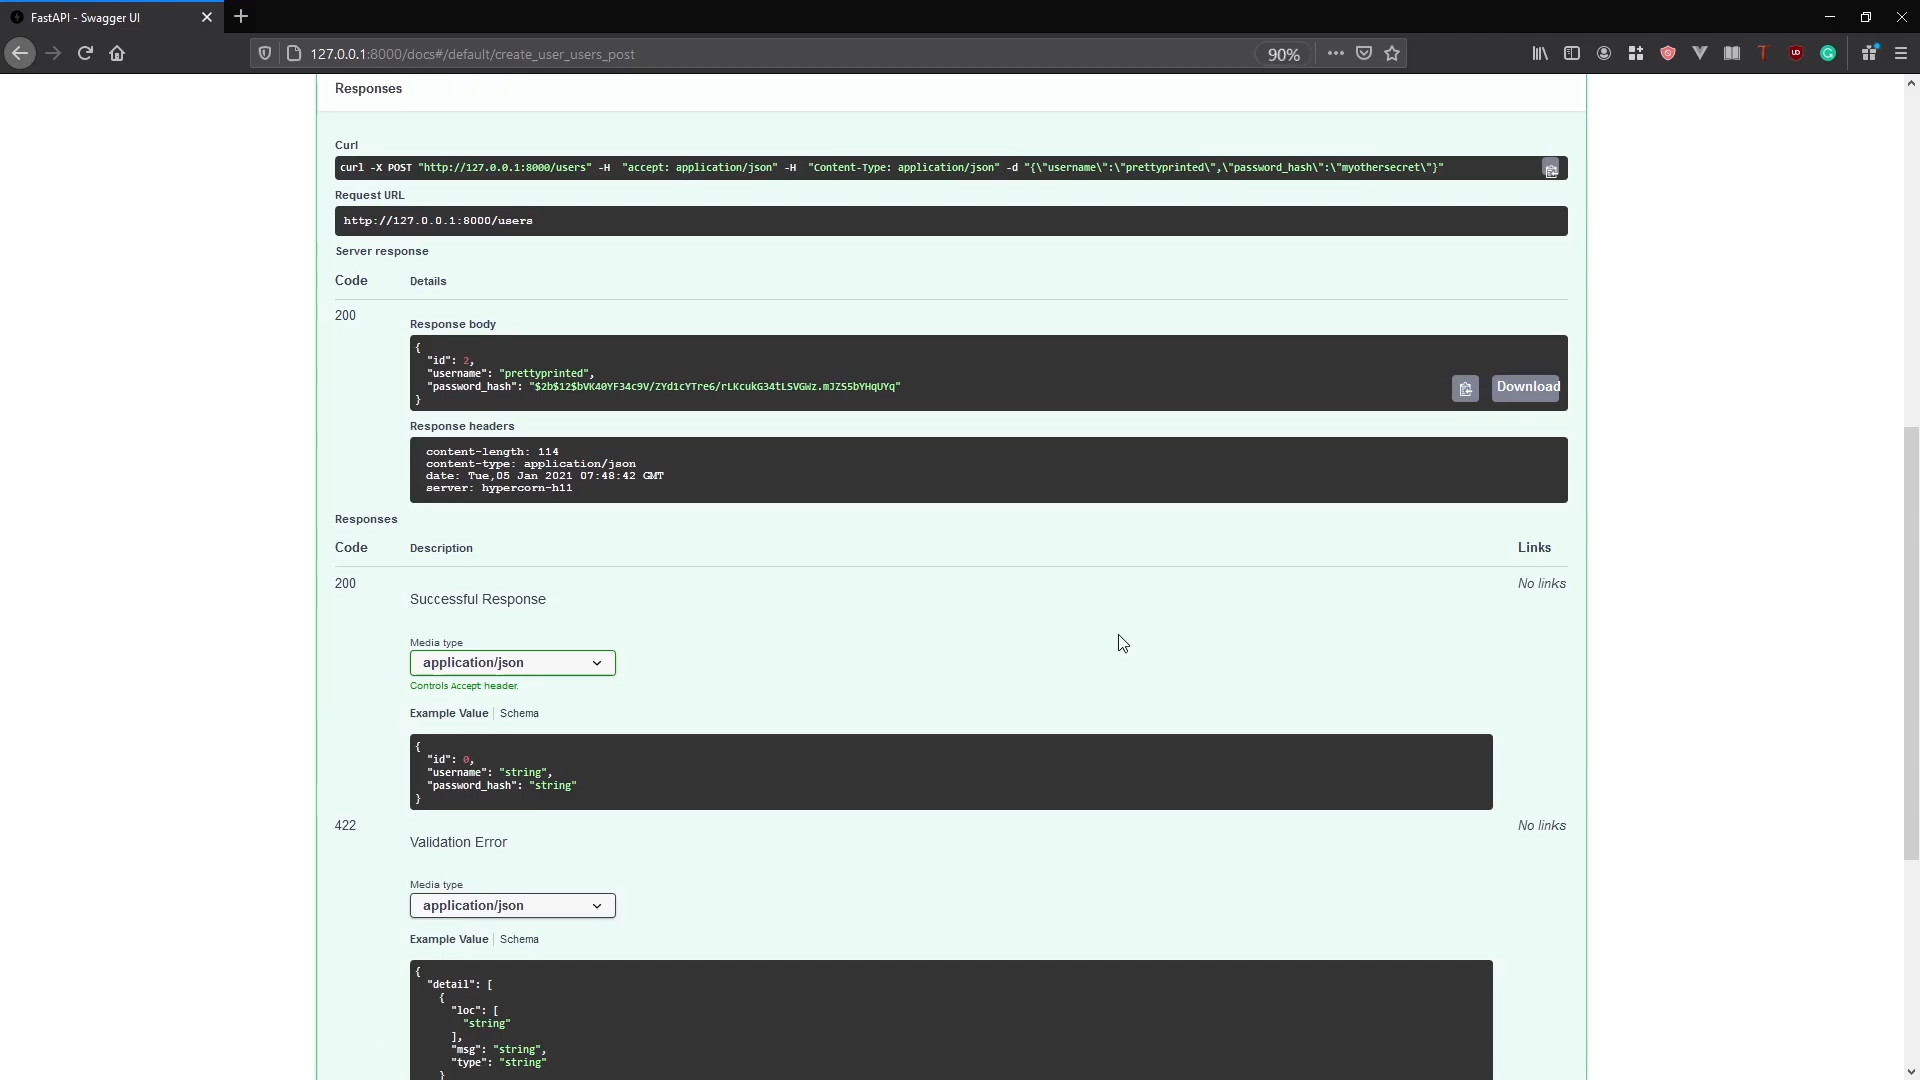 FastAPI - Swagger UI
127.0.0.1:8000/docs#/default/create_user_users_post
90%
Responses
Curl
curl -X POST "http://127.0.0.1:8000/users" -H  "accept: application/json" -H  "Content-Type: application/json" -d "{\"username\":\"prettyprinted\",\"password_hash\":\"myothersecret\"}"
Request URL
http://127.0.0.1:8000/users
Server response
Code Details
200
Response body
{
"id": 2,
"username": "prettyprinted",
"password_hash": "$2b$12$bVK40YF34c9V/ZYd1cYTre6/rLKcukG34tLSVGWz.mJZS5bYHqUYq"
}
Download
Response headers
content-length: 114
content-type: application/json
date: Tue,05 Jan 2021 07:48:42 GMT
server: hypercorn-h11
Responses
Code Description Links
200 No links
Successful Response
Media type
application/json
Controls Accept header.
Example Value Schema
{
"id": 0,
"username": "string",
"password_hash": "string"
}
422 No links
Validation Error
Media type
application/json
Example Value Schema
{
"detail": [
{
"loc": [
"string"
],
"msg": "string",
"type": "string"
}